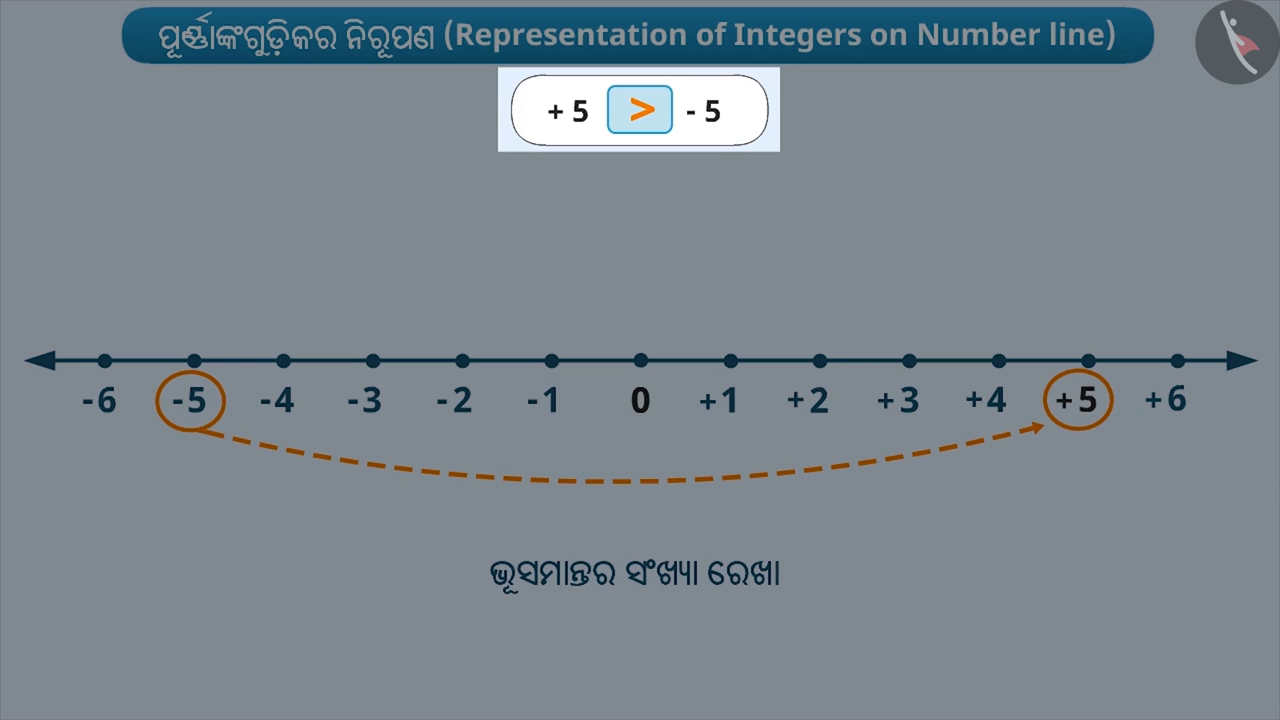 ପୂର୍ଣ୍ଣାଙ୍କଗୁଡ଼ିକର ନିରୂପଣ (Representation of Integers on Number line)
+ 5 > - 5
-6 -5 -4 -3 -2 -1 0 +1 +2 +3 +4 +5 +6
ଭୂସମାନ୍ତର ସଂଖ୍ୟା ରେଖା